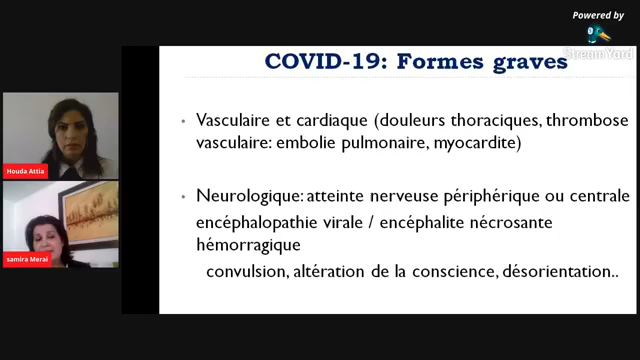 Powered by
StreamYard
COVID-19: Formes graves
• Vasculaire et cardiaque (douleurs thoraciques, thrombose
vasculaire: embolie pulmonaire, myocardite)
• Neurologique: atteinte nerveuse périphérique ou centrale
encéphalopathie virale / encéphalite nécrosante
hémorragique
convulsion, altération de la conscience, désorientation..
Houda Attia
samira Merai